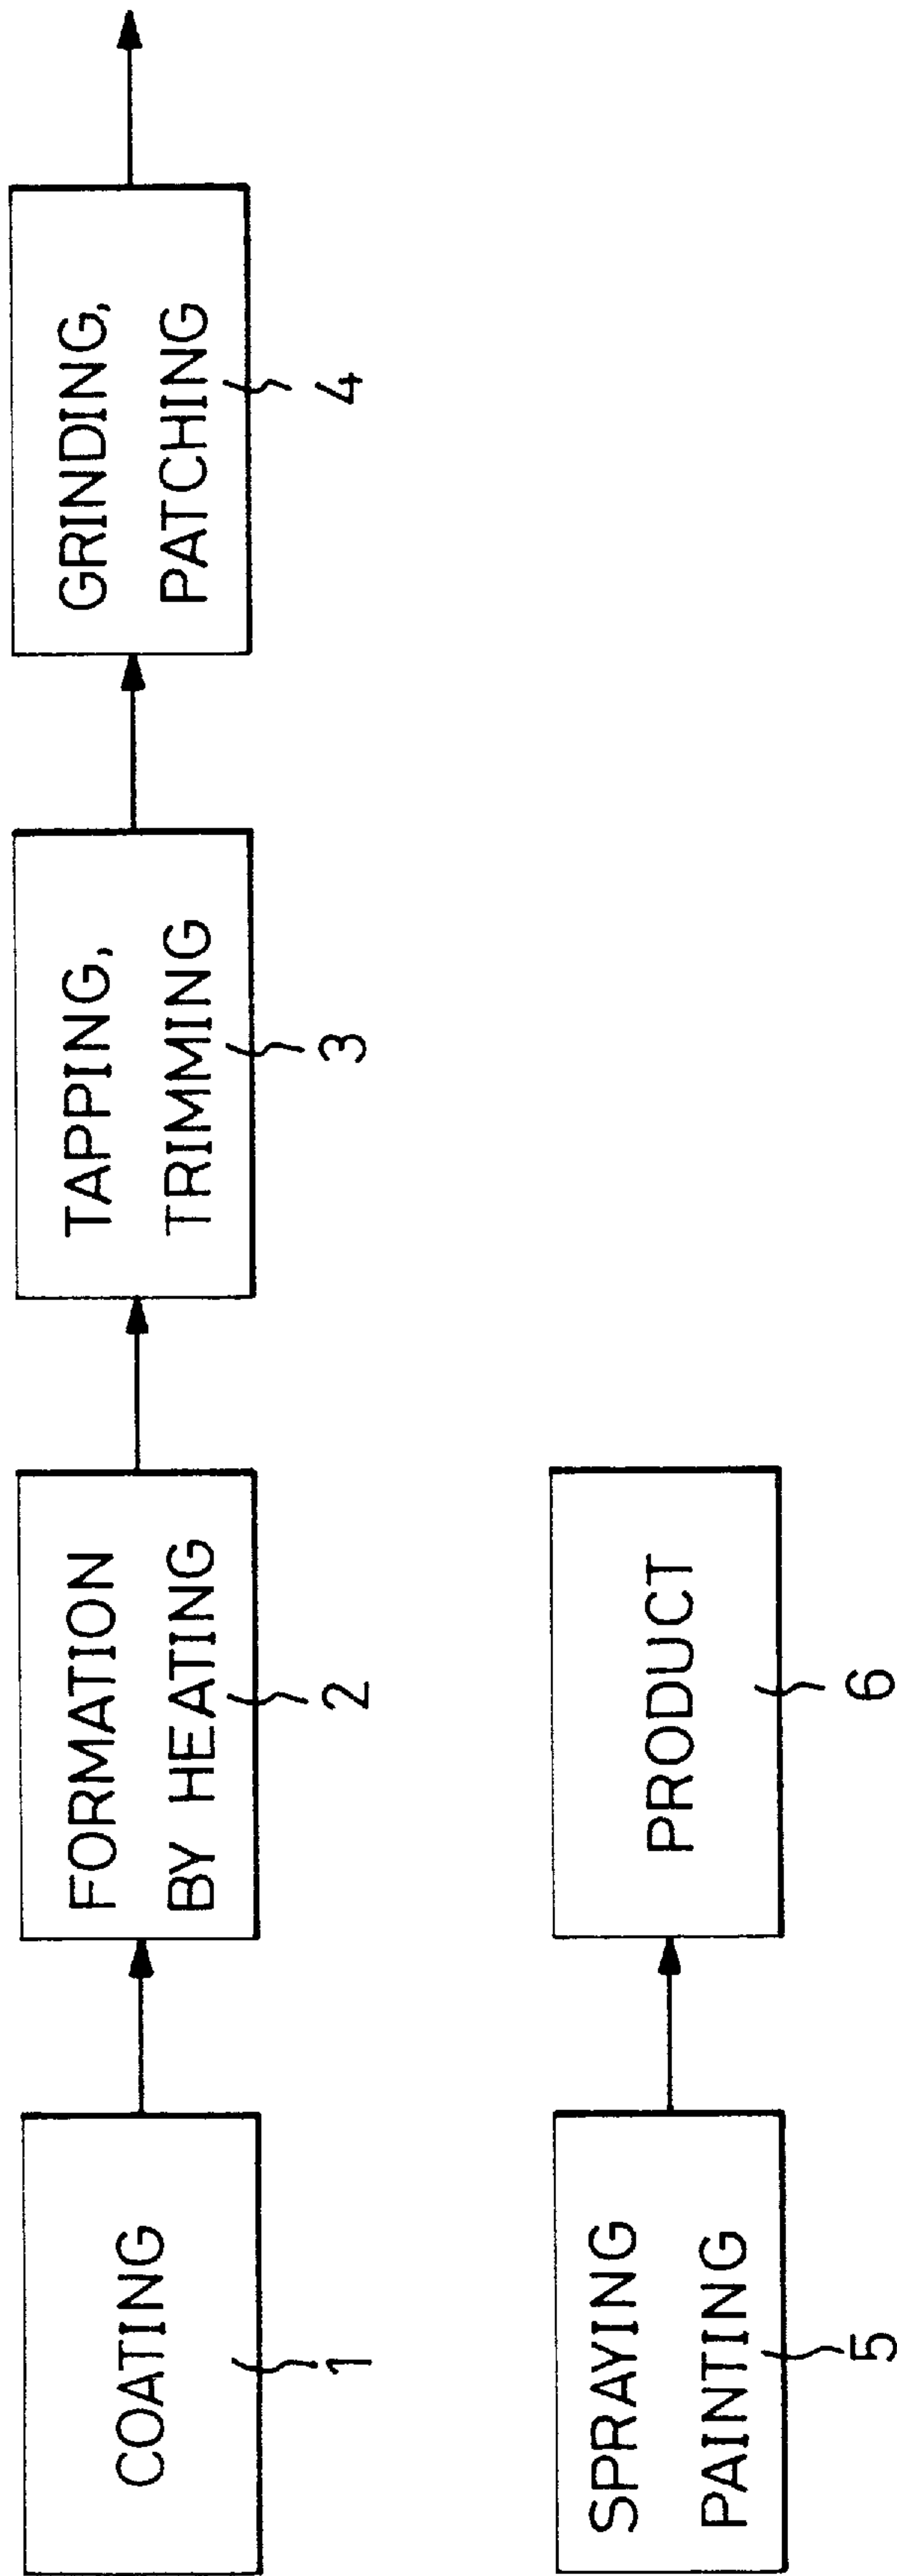 COATING
1
FORMATION
BY HEATING
2
TAPPING,
TRIMMING
3
GRINDING,
PATCHING
4
SPRAYING
PAINTING
5
PRODUCT
6